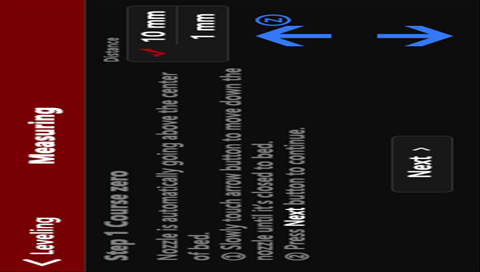 Leveling
Measuring
Step 1 Course zero
Nozzle is automatically going above the center
of bed.
① Slowly touch arrow button to move down the
nozzle until it's closed to bed.
② Press Next button to continue.
Distance
10 mm
1 mm
②
Next